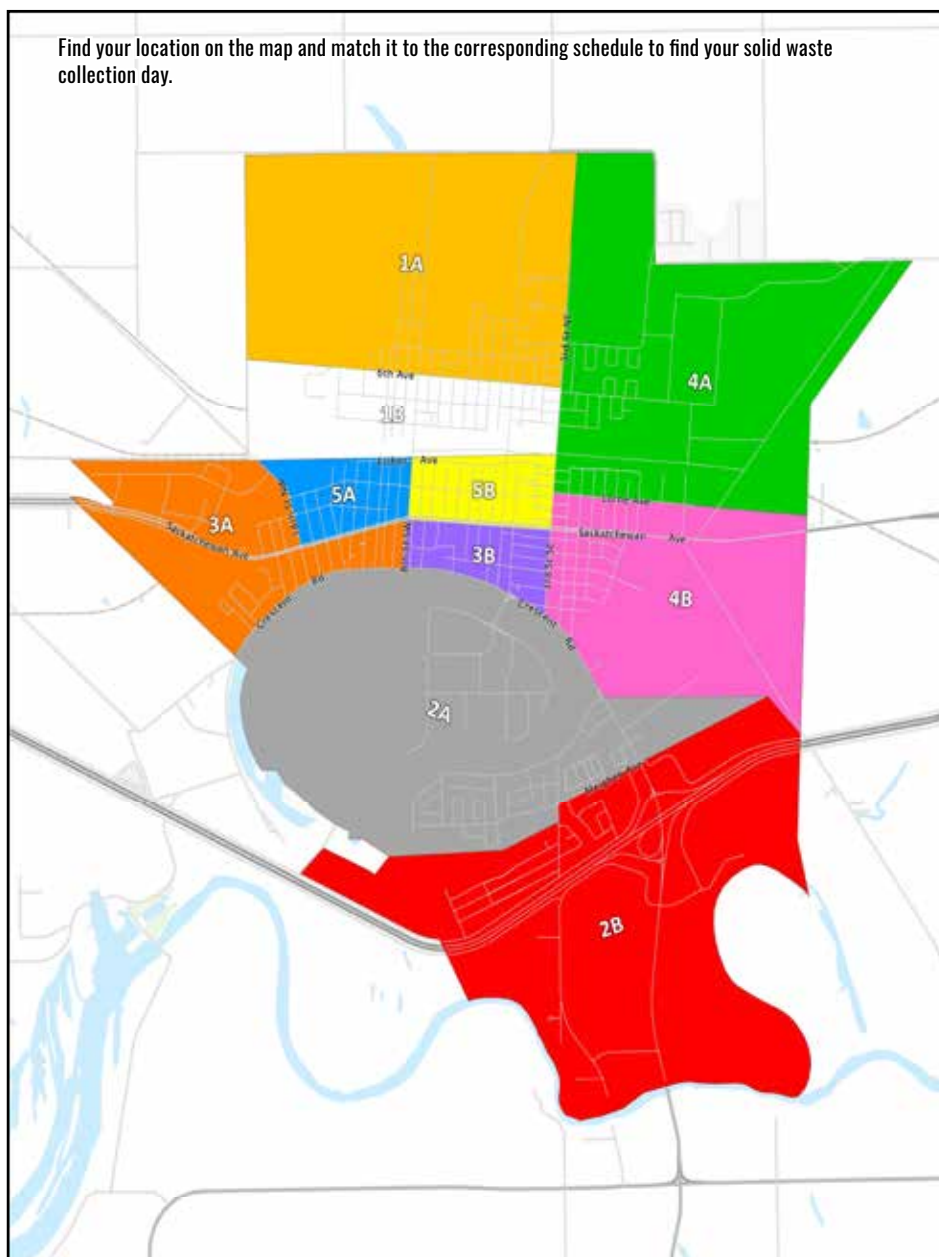 Find your location on the map and match it to the corresponding schedule to find your solid waste
collection day.
1A
4A
6th Ave
1B
Ave
5A
5B
3A
Saskatchewan Ave
Saskatchewan Ave
3B
4B
Crescent Rd
Crescent Rd
2A
2B